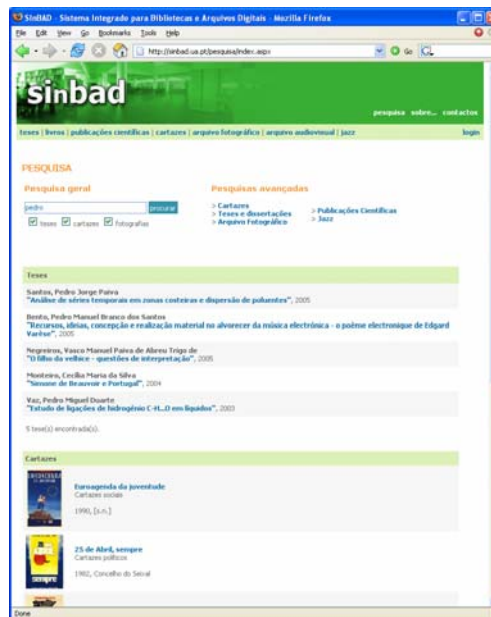 SInBAD - Sistema Integrado para Bibliotecas e Arquivos Digitais - Mozilla Firefox
File Edit View Go Bookmarks Tools Help
http://sinbad.ua.pt/pesquisa/index.aspx Go
sinbad
pesquisa sobre... contactos
teses | livros | publicações científicas | cartazes | arquivo fotográfico | arquivo audiovisual | jazz login
PESQUISA
Pesquisa geral
pedro procurar
teses cartazes fotografias
Pesquisas avançadas
> Cartazes
> Teses e dissertações
> Arquivo Fotográfico
> Publicações Científicas
> Jazz
Teses
Santos, Pedro Jorge Paiva
"Análise de séries temporais em zonas costeiras e dispersão de poluentes", 2005
Bento, Pedro Manuel Branco dos Santos
"Recursos, ideias, concepção e realização material no alvorecer da música electrónica - o poème electronique de Edgard
Varèse", 2005
Negreiros, Vasco Manuel Paiva de Abreu Trigo de
"O filho da velhice - questões de interpretação", 2005
Monteiro, Cecília Maria da Silva
"Simone de Beauvoir e Portugal", 2004
Vaz, Pedro Miguel Duarte
"Estudo de ligações de hidrogénio C-H...O em líquidos", 2003
5 tese(s) encontrada(s).
Cartazes
Euroagenda da juventude
Cartazes sociais
1990, [s.n.]
25 de Abril, sempre
Cartazes políticos
1982, Concelho do Seixal
sempre
Done